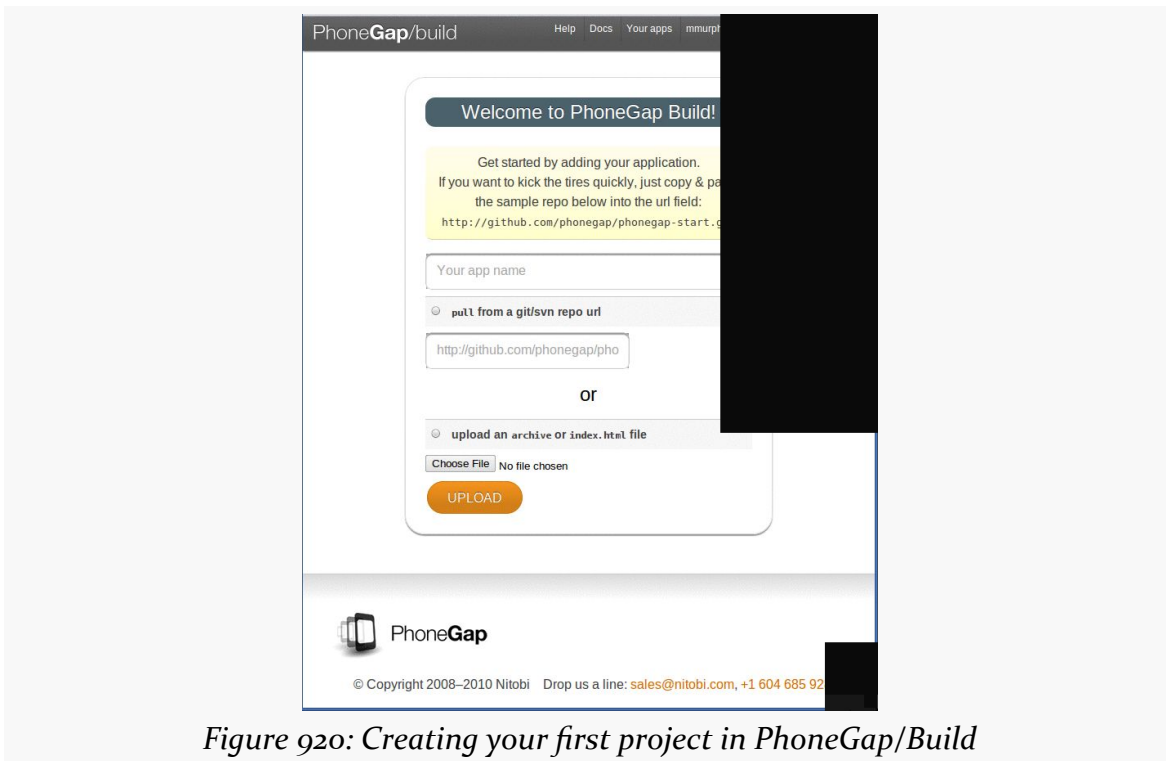 PhoneGap/build Help Docs Your apps
Welcome to PhoneGap Build!
Get started by adding your application.
If you want to kick the tires quickly, just copy &
the sample repo below into the url field:
http://github.com/phonegap/phonegap-start.g
Your app name
pull from a git/svn repo url
http://github.com/phonegap/pho
or
upload an archive or index.html file
Choose File No file chosen
UPLOAD
PhoneGap
© Copyright 2008–2010 Nitobi Drop us a line: sales@nitobi.com, +1 604 685 92
Figure 920: Creating your first project in PhoneGap/Build